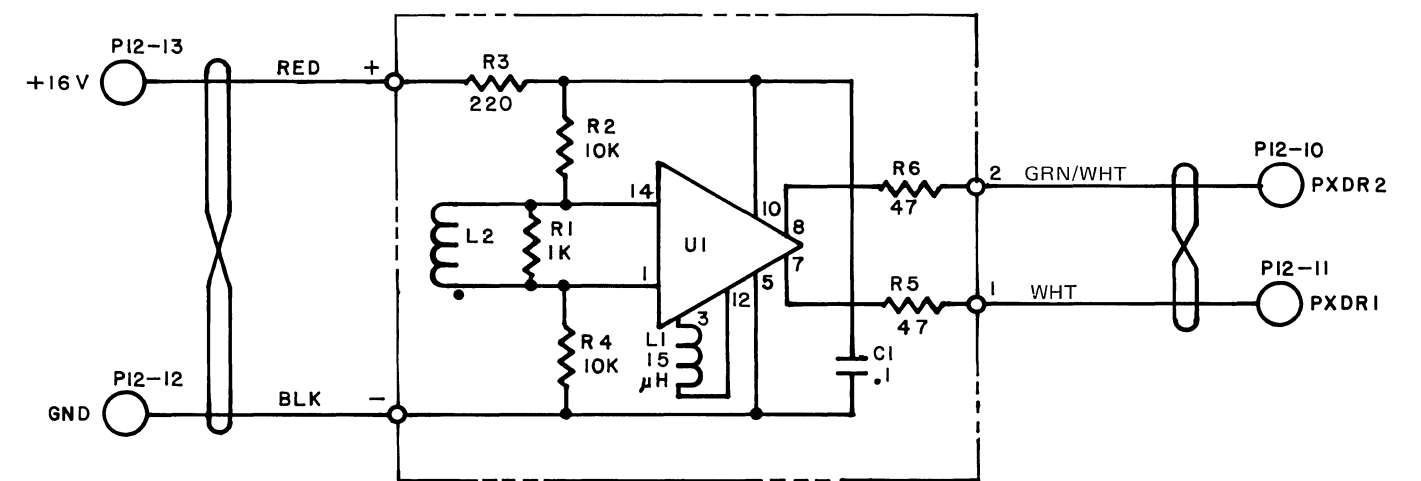 P12-13
+16V
RED
+
R3
220
R2
10K
14
L2
R1
1K
U1
10
8
7
5
1
12
3
L1
15
µH
R4
10K
C1
.1
R6
47
2
GRN/WHT
P12-10
PXDR2
R5
47
1
WHT
P12-11
PXDR1
P12-12
GND
BLK
-